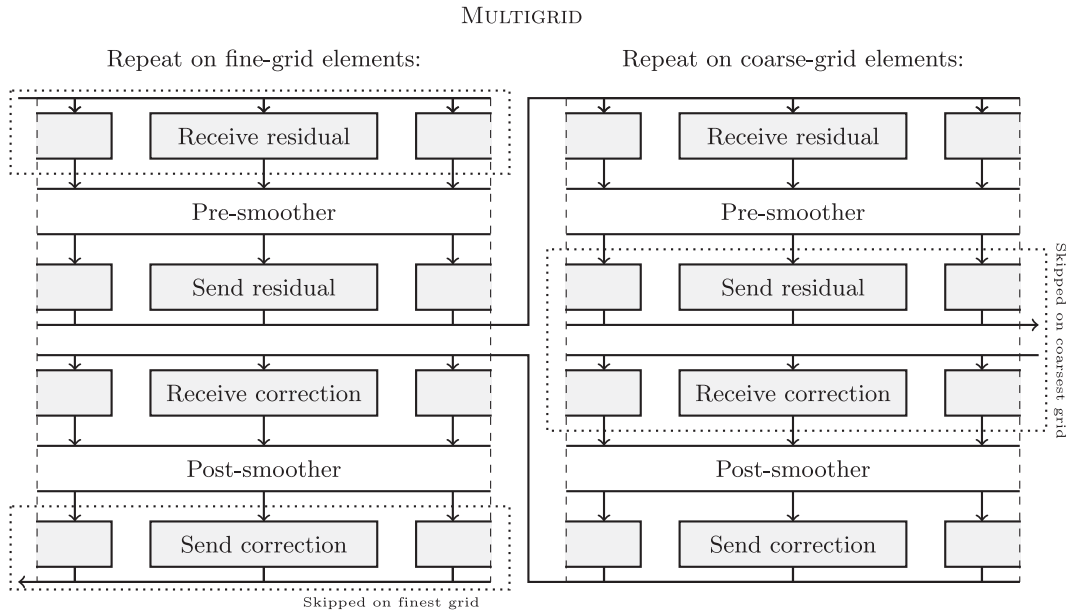 MULTIGRID
Repeat on fine-grid elements:
Receive residual
Pre-smoother
Send residual
Receive correction
Post-smoother
Send correction
Skipped on finest grid
Repeat on coarse-grid elements:
Receive residual
Pre-smoother
Send residual
Receive correction
Post-smoother
Send correction
Skipped on coarsest grid